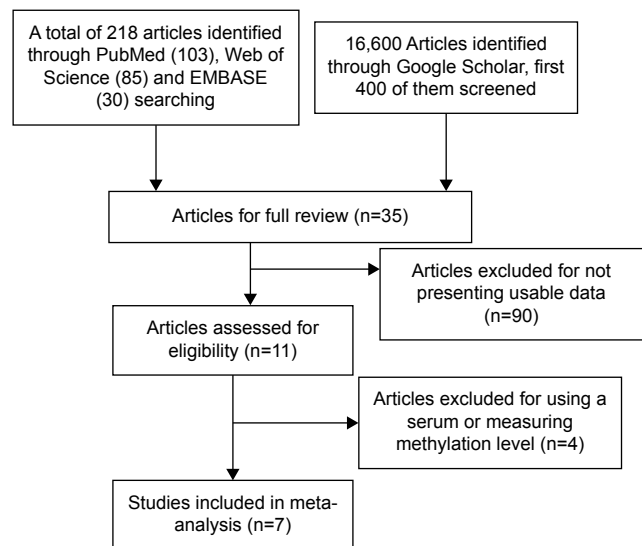 A total of 218 articles identified
through PubMed (103), Web of
Science (85) and EMBASE
(30) searching
16,600 Articles identified
through Google Scholar, first
400 of them screened
Articles for full review (n=35)
Articles excluded for not
presenting usable data
(n=90)
Articles assessed for
eligibility (n=11)
Articles excluded for using a
serum or measuring
methylation level (n=4)
Studies included in meta-
analysis (n=7)